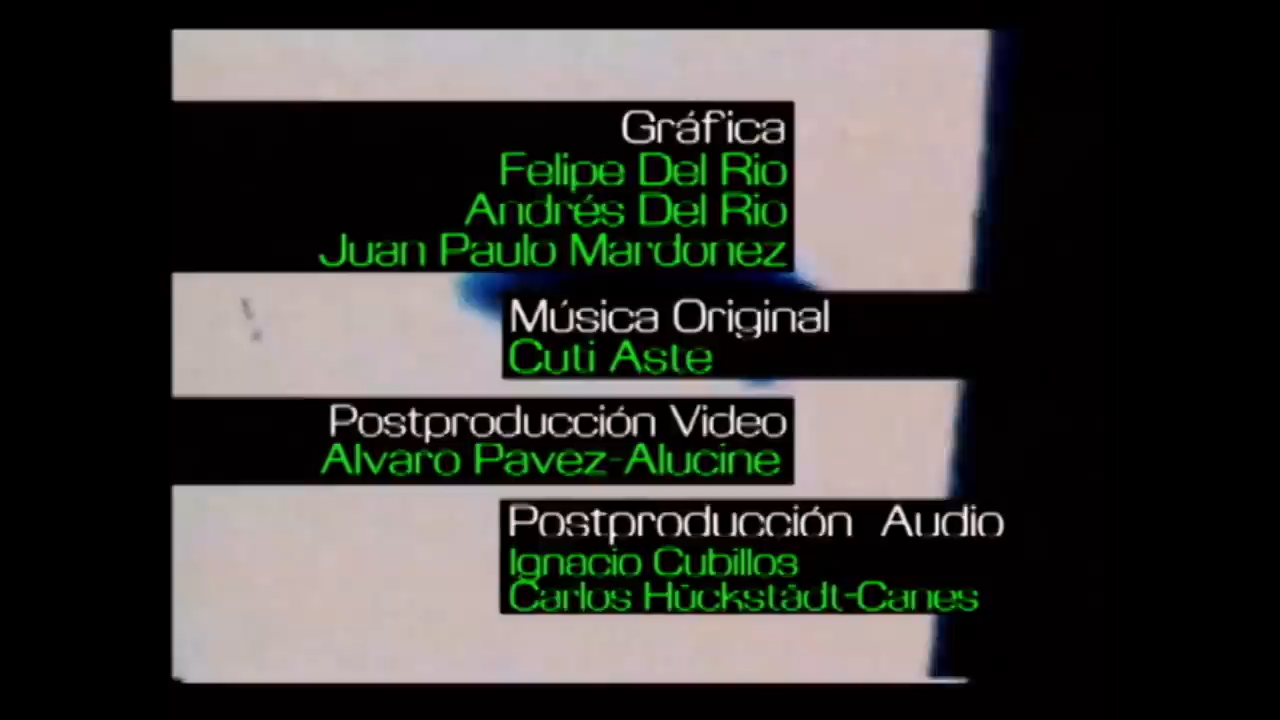 Gráfica
Felipe Del Rio
Andrés Del Rio
Juan Paulo Mardonez
Música Original
Cuti Aste
Postproducción Video
Alvaro Pavez-Alucine
Postproducción Audio
Ignacio Cubillos
Carlos Hückstädt-Canes